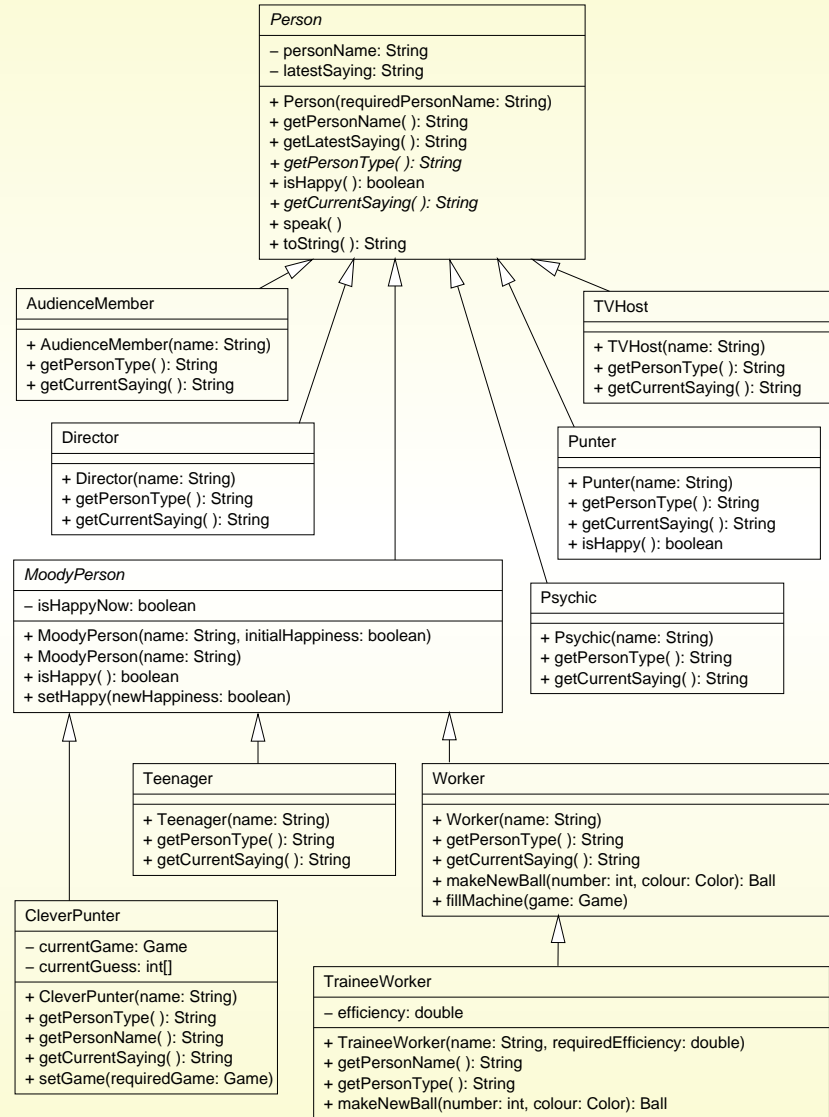 Person
– personName: String
– latestSaying: String
+ Person(requiredPersonName: String)
+ getPersonName( ): String
+ getLatestSaying( ): String
+ getPersonType( ): String
+ isHappy( ): boolean
+ getCurrentSaying( ): String
+ speak( )
+ toString( ): String
AudienceMember
+ AudienceMember(name: String)
+ getPersonType( ): String
+ getCurrentSaying( ): String
TVHost
+ TVHost(name: String)
+ getPersonType( ): String
+ getCurrentSaying( ): String
Director
+ Director(name: String)
+ getPersonType( ): String
+ getCurrentSaying( ): String
Punter
+ Punter(name: String)
+ getPersonType( ): String
+ getCurrentSaying( ): String
+ isHappy( ): boolean
MoodyPerson
– isHappyNow: boolean
+ MoodyPerson(name: String, initialHappiness: boolean)
+ MoodyPerson(name: String)
+ isHappy( ): boolean
+ setHappy(newHappiness: boolean)
Psychic
+ Psychic(name: String)
+ getPersonType( ): String
+ getCurrentSaying( ): String
Teenager
+ Teenager(name: String)
+ getPersonType( ): String
+ getCurrentSaying( ): String
Worker
+ Worker(name: String)
+ getPersonType( ): String
+ getCurrentSaying( ): String
+ makeNewBall(number: int, colour: Color): Ball
+ fillMachine(game: Game)
CleverPunter
– currentGame: Game
– currentGuess: int[]
+ CleverPunter(name: String)
+ getPersonType( ): String
+ getPersonName( ): String
+ getCurrentSaying( ): String
+ setGame(requiredGame: Game)
TraineeWorker
– efficiency: double
+ TraineeWorker(name: String, requiredEfficiency: double)
+ getPersonName( ): String
+ getPersonType( ): String
+ makeNewBall(number: int, colour: Color): Ball